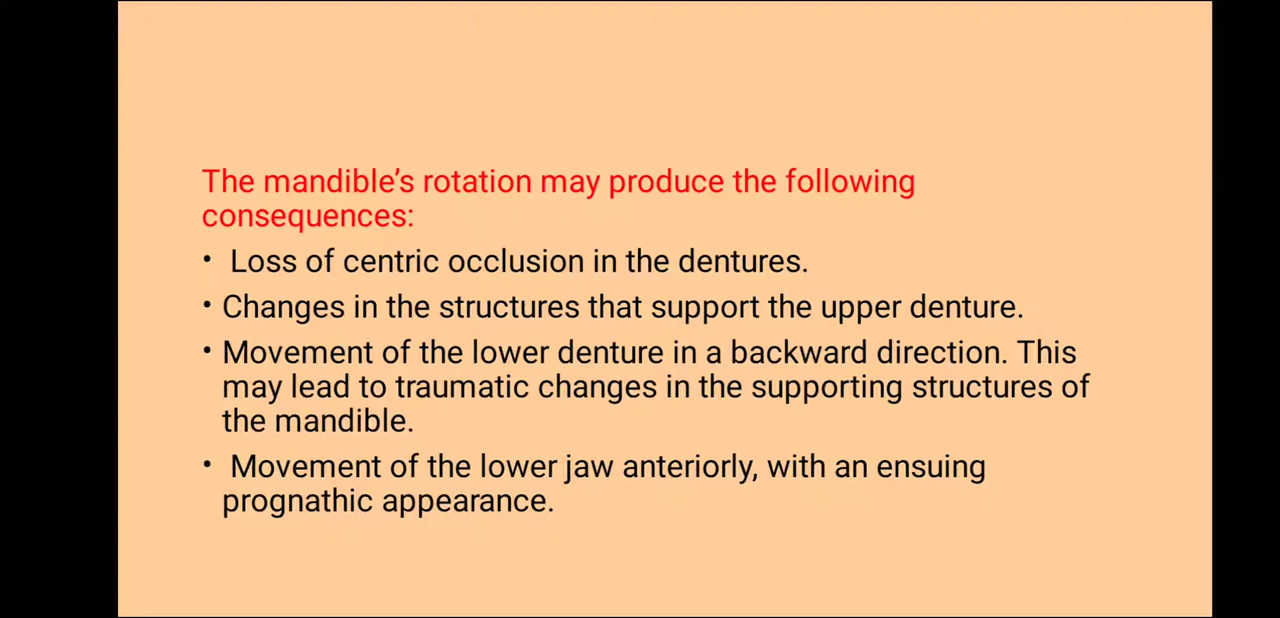 The mandible’s rotation may produce the following
consequences:
• Loss of centric occlusion in the dentures.
• Changes in the structures that support the upper denture.
• Movement of the lower denture in a backward direction. This
may lead to traumatic changes in the supporting structures of
the mandible.
• Movement of the lower jaw anteriorly, with an ensuing
prognathic appearance.